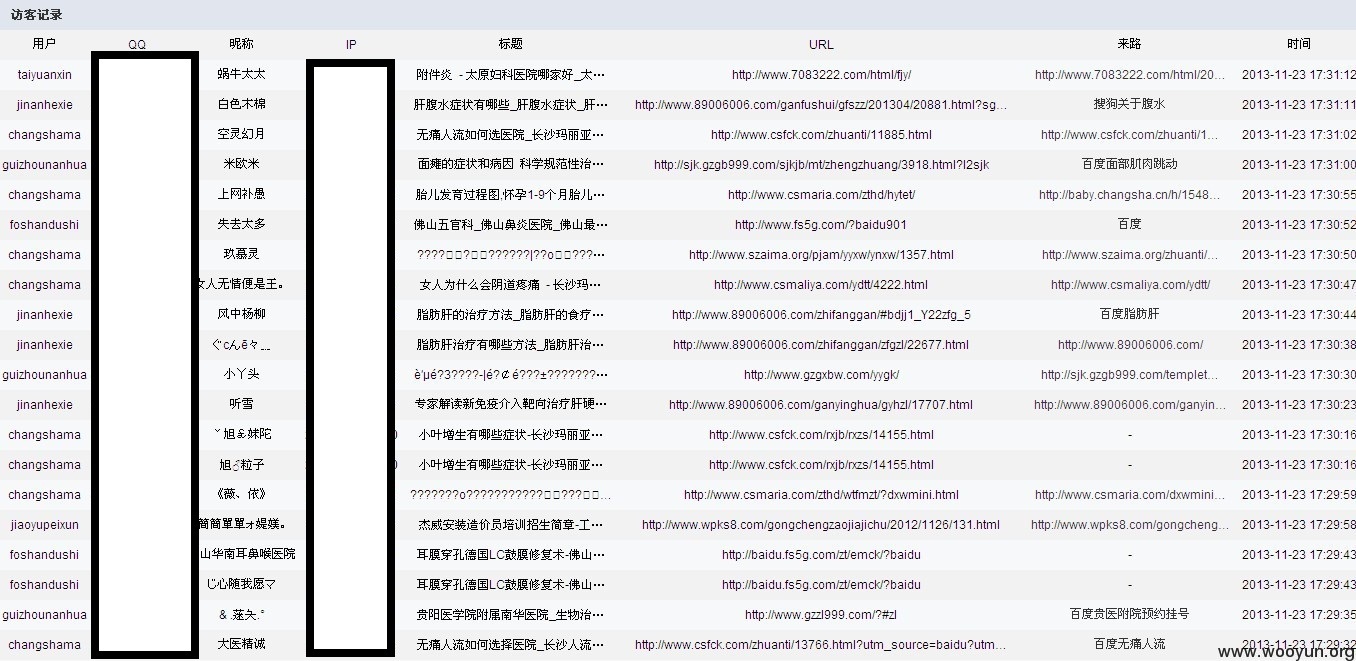 访客记录
用户 QQ 昵称 IP 标题 URL 来路 时间
taiyuanxin 蜗牛太太 附件炎 - 太原妇科医院哪家好_太… http://www.7083222.com/html/fjy/ http://www.7083222.com/html/20... 2013-11-23 17:31:12
jinanhexie 白色木棉 肝腹水症状有哪些_肝腹水症状_肝… http://www.89006006.com/ganfushui/gfszz/201304/20881.html?sg... 搜狗关于腹水 2013-11-23 17:31:11
changshama 空灵幻月 无痛人流如何选医院_长沙玛丽亚… http://www.csfck.com/zhuanti/11885.html http://www.csfck.com/zhuanti/1... 2013-11-23 17:31:02
guizhounanhua 米欧米 面瘫的症状和病因 科学规范性治… http://sjk.gzgb999.com/sjkjb/mt/zhengzhuang/3918.html?l2sjk 百度面部肌肉跳动 2013-11-23 17:31:00
changshama 上网补愚 胎儿发育过程图,怀孕1-9个月胎儿… http://www.csmaria.com/zthd/hytet/ http://baby.changsha.cn/h/1548... 2013-11-23 17:30:55
foshandushi 失去太多 佛山五官科_佛山鼻炎医院_佛山最… http://www.fs5g.com/?baidu901 百度 2013-11-23 17:30:52
changshama 玖慕灵 ????□□?□□??????|??o□□???… http://www.szaima.org/pjam/yyxw/ynxw/1357.html http://www.szaima.org/zhuanti/... 2013-11-23 17:30:50
changshama 女人无情便是王。 女人为什么会阴道疼痛 - 长沙玛… http://www.csmaliya.com/ydtt/4222.html http://www.csmaliya.com/ydtt/ 2013-11-23 17:30:47
jinanhexie 风中杨柳 脂肪肝的治疗方法_脂肪肝的食疗… http://www.89006006.com/zhifanggan/#bdjj1_Y22zfg_5 百度脂肪肝 2013-11-23 17:30:44
jinanhexie ぐcんē々__ 脂肪肝治疗有哪些方法_脂肪肝治… http://www.89006006.com/zhifanggan/zfgzl/22677.html http://www.89006006.com/ 2013-11-23 17:30:38
guizhounanhua 小丫头 è'μé?3????-|é?¢é???±???????… http://www.gzgxbw.com/yygk/ http://sjk.gzgb999.com/templet... 2013-11-23 17:30:30
jinanhexie 听雪 专家解读新免疫介入靶向治疗肝硬… http://www.89006006.com/ganyinghua/gyhzl/17707.html http://www.89006006.com/ganyin... 2013-11-23 17:30:23
changshama 小叶增生有哪些症状-长沙玛丽亚… http://www.csfck.com/rxjb/rxzs/14155.html - 2013-11-23 17:30:16
changshama 小叶增生有哪些症状-长沙玛丽亚… http://www.csfck.com/rxjb/rxzs/14155.html - 2013-11-23 17:30:16
changshama 《薇、依》 ???????o???????????□□???□□... http://www.csmaria.com/zthd/wtfmzt/?dxwmini.html http://www.csmaria.com/dxwmini... 2013-11-23 17:29:59
jiaoyupeixun 簡簡單單ォ媞媄。 杰威安装造价员培训招生简章-工… http://www.wpks8.com/gongchengzaojiajichu/2012/1126/131.html http://www.wpks8.com/gongcheng... 2013-11-23 17:29:58
foshandushi 山华南耳鼻喉医院 耳膜穿孔德国LC鼓膜修复术-佛山… http://baidu.fs5g.com/zt/emck/?baidu - 2013-11-23 17:29:43
foshandushi じ心随我愿マ 耳膜穿孔德国LC鼓膜修复术-佛山… http://baidu.fs5g.com/zt/emck/?baidu - 2013-11-23 17:29:43
guizhounanhua 贵阳医学院附属南华医院_生物治… http://www.gzzl999.com/?#zl 百度贵医附院预约挂号 2013-11-23 17:29:35
changshama 大医精诚 无痛人流如何选择医院_长沙人流… http://www.csfck.com/zhuanti/13766.html?utm_source=baidu?utm... 百度无痛人流 2013-11-23 17:29:32
www.wooyun.org